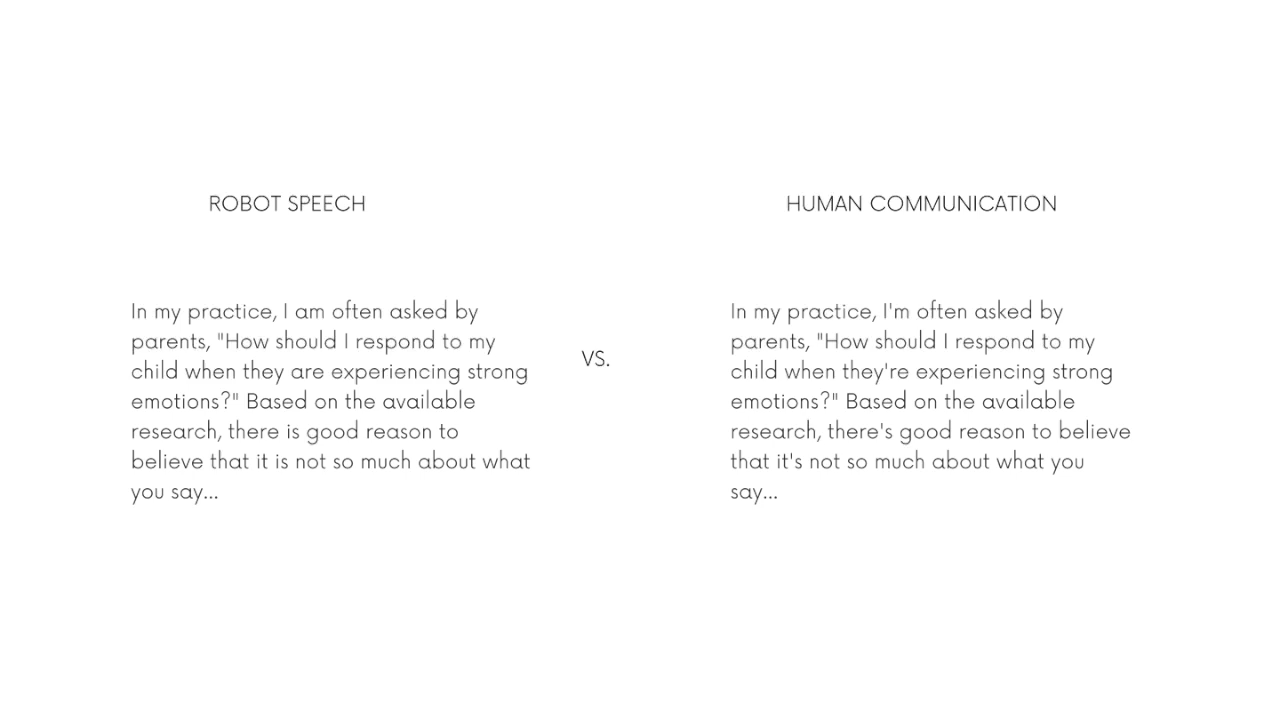 ROBOT SPEECH
In my practice, I am often asked by
parents, "How should I respond to my
child when they are experiencing strong
emotions?" Based on the available
research, there is good reason to
believe that it is not so much about what
you say...
VS.
HUMAN COMMUNICATION
In my practice, I'm often asked by
parents, "How should I respond to my
child when they're experiencing strong
emotions?" Based on the available
research, there's good reason to believe
that it's not so much about what you
say...